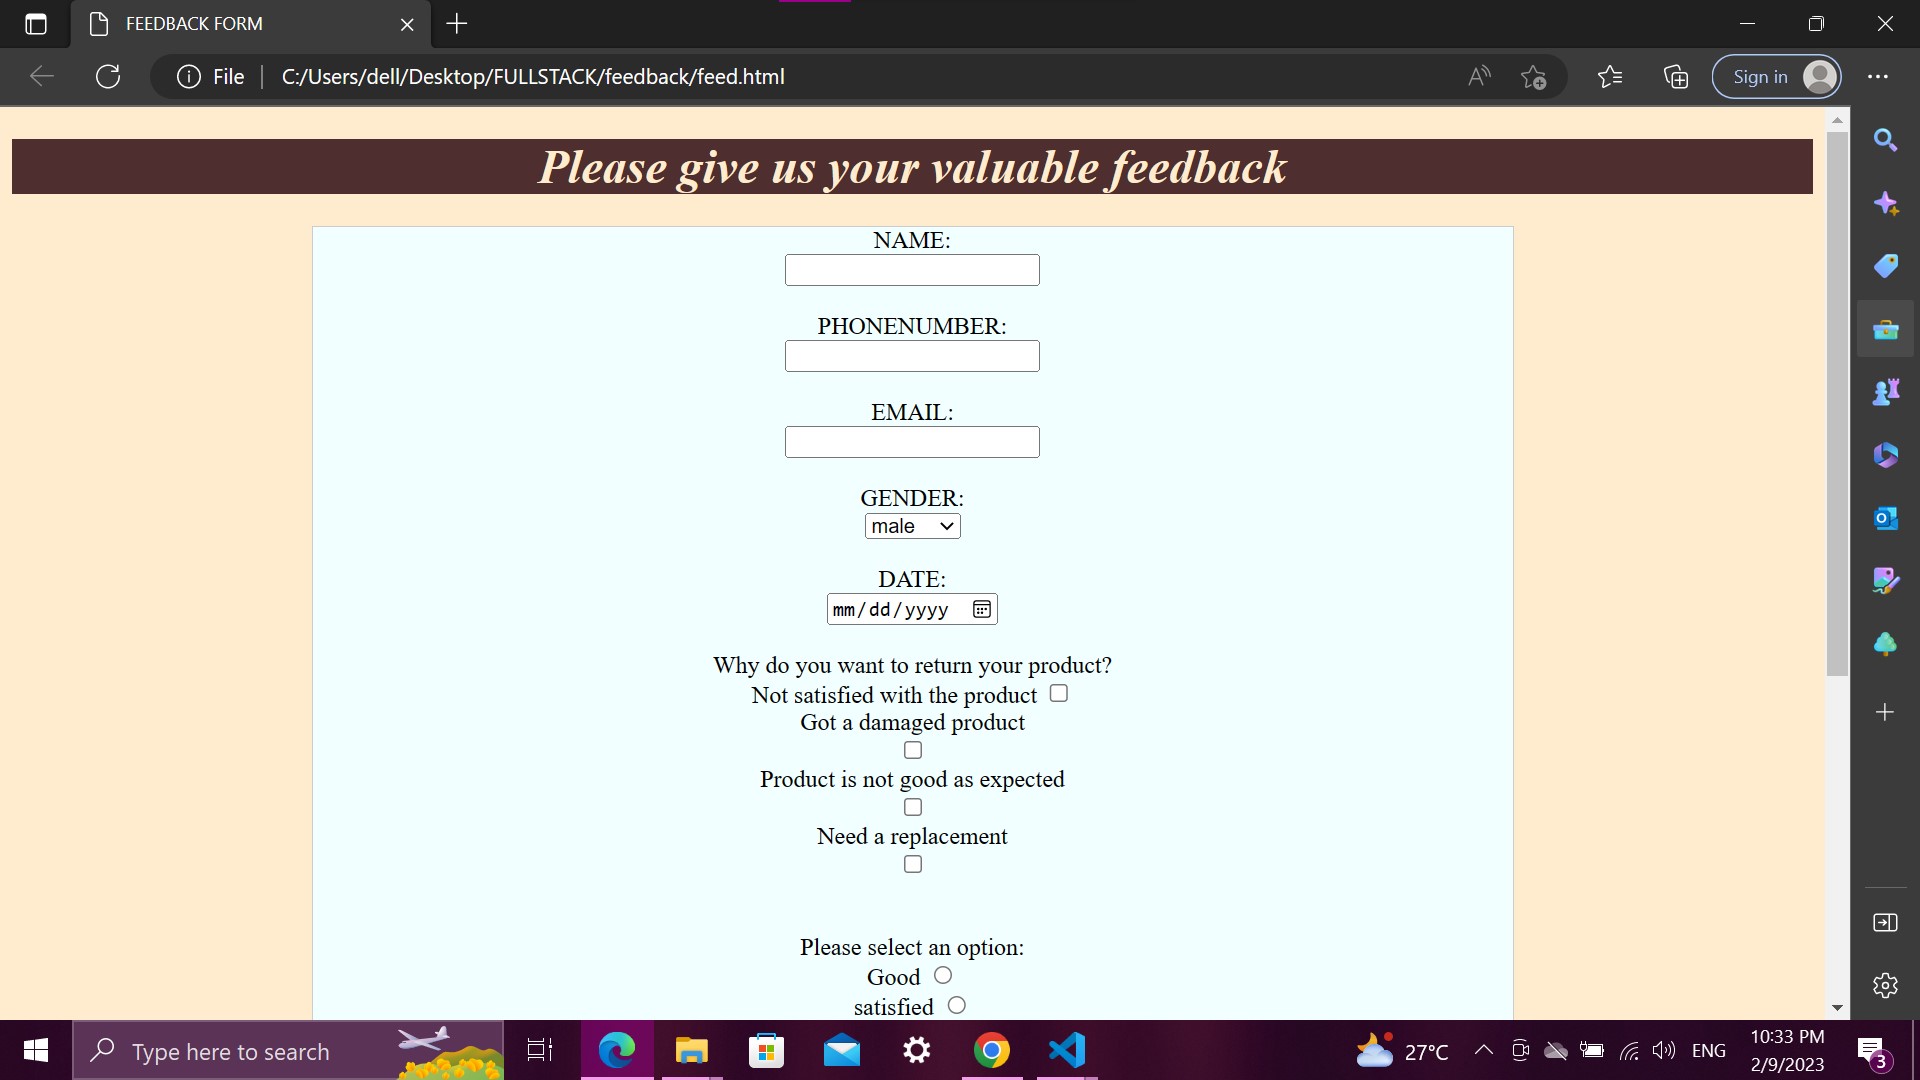 FEEDBACK FORM
File
C:/Users/dell/Desktop/FULLSTACK/feedback/feed.html
Sign in
Please give us your valuable feedback
NAME:
PHONENUMBER:
EMAIL:
GENDER:
male
DATE:
mm/dd/yyyy
Why do you want to return your product?
Not satisfied with the product
Got a damaged product
Product is not good as expected
Need a replacement
Please select an option:
Good
satisfied
Type here to search
27°C
ENG
10:33 PM
2/9/2023
3